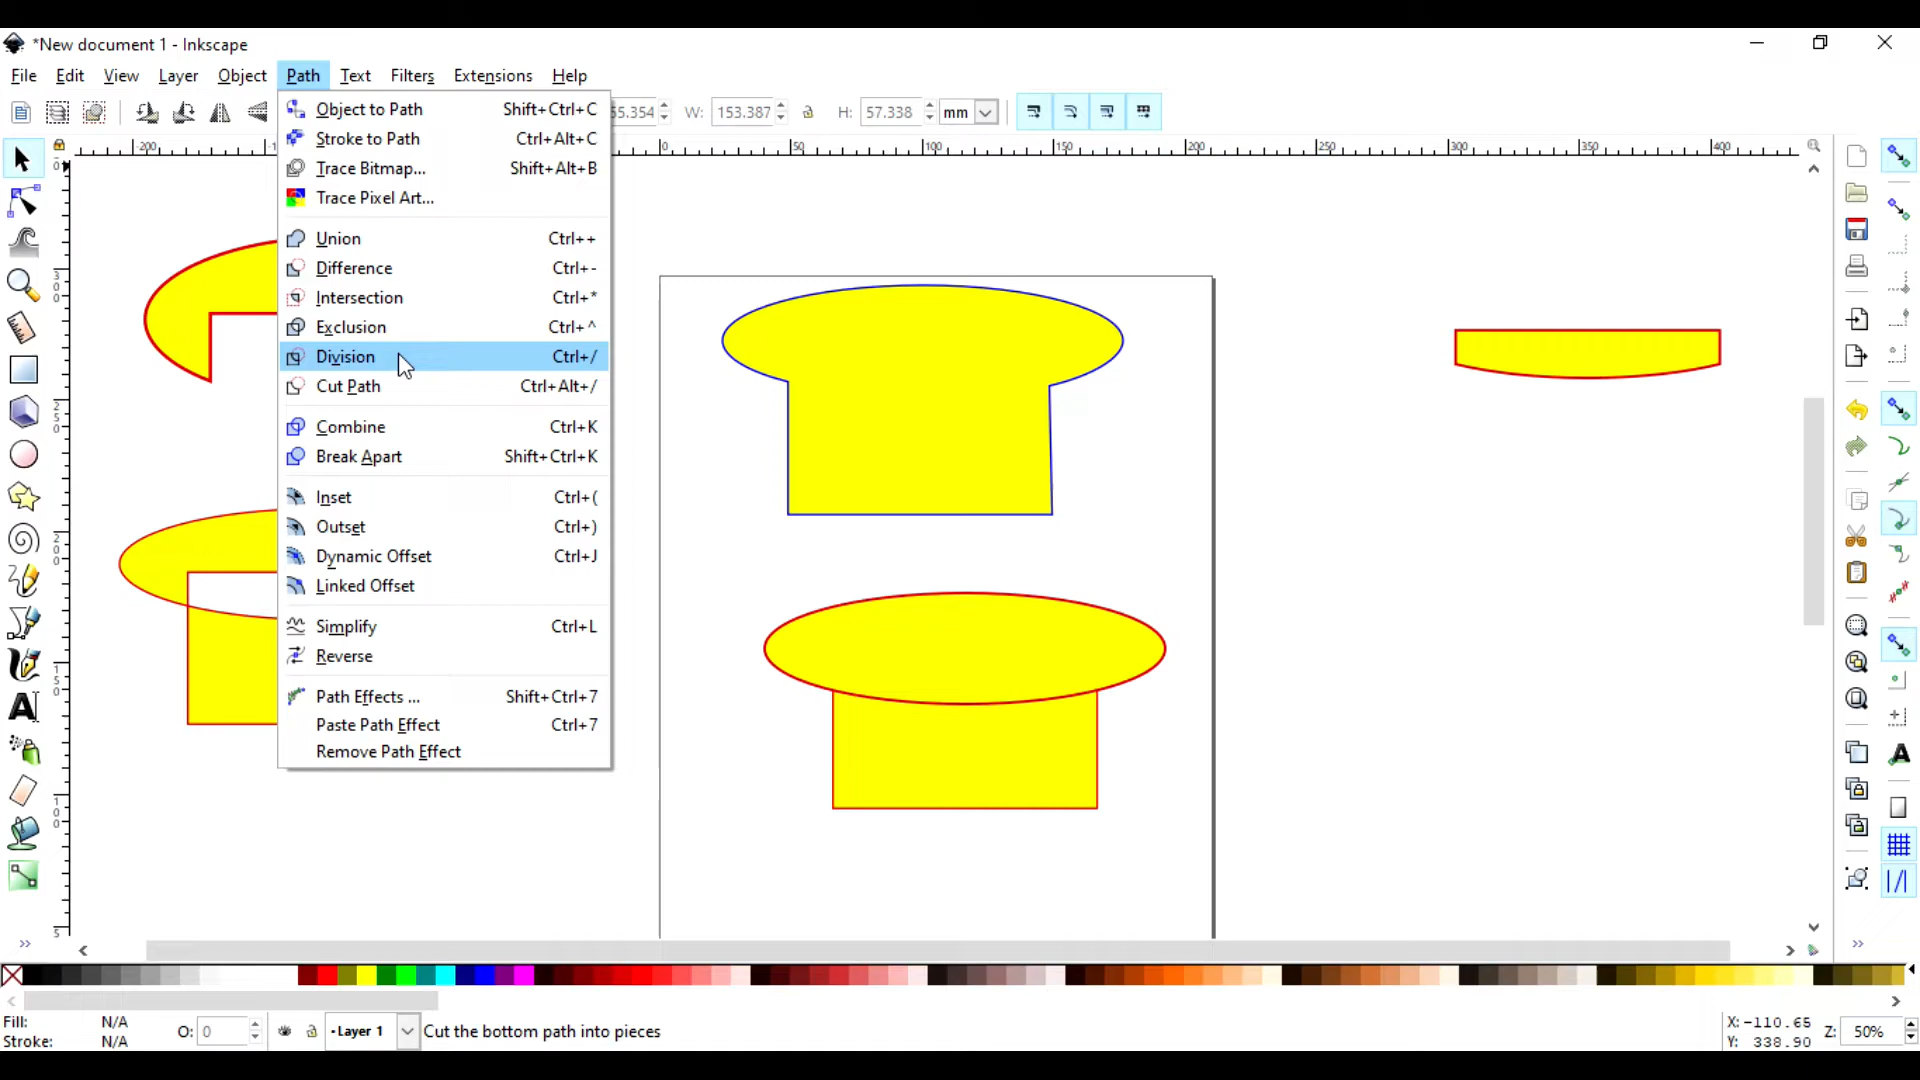 *New document 1 - Inkscape
File Edit View Layer Object Path Text Filters Extensions Help
55.354 W: 153.387 H: 57.338 mm
Object to Path Shift+Ctrl+C
Stroke to Path Ctrl+Alt+C
Trace Bitmap... Shift+Alt+B
Trace Pixel Art...
Union Ctrl++
Difference Ctrl+-
Intersection Ctrl+*
Exclusion Ctrl+^
Division Ctrl+/
Cut Path Ctrl+Alt+/
Combine Ctrl+K
Break Apart Shift+Ctrl+K
Inset Ctrl+(
Outset Ctrl+)
Dynamic Offset Ctrl+J
Linked Offset
Simplify Ctrl+L
Reverse
Path Effects ... Shift+Ctrl+7
Paste Path Effect Ctrl+7
Remove Path Effect
-200 0 50 100 150 200 250 300 350 400
Fill: N/A
Stroke: N/A
O: 0
Layer 1
Cut the bottom path into pieces
X: -110.65
Y: 338.90
Z: 50%